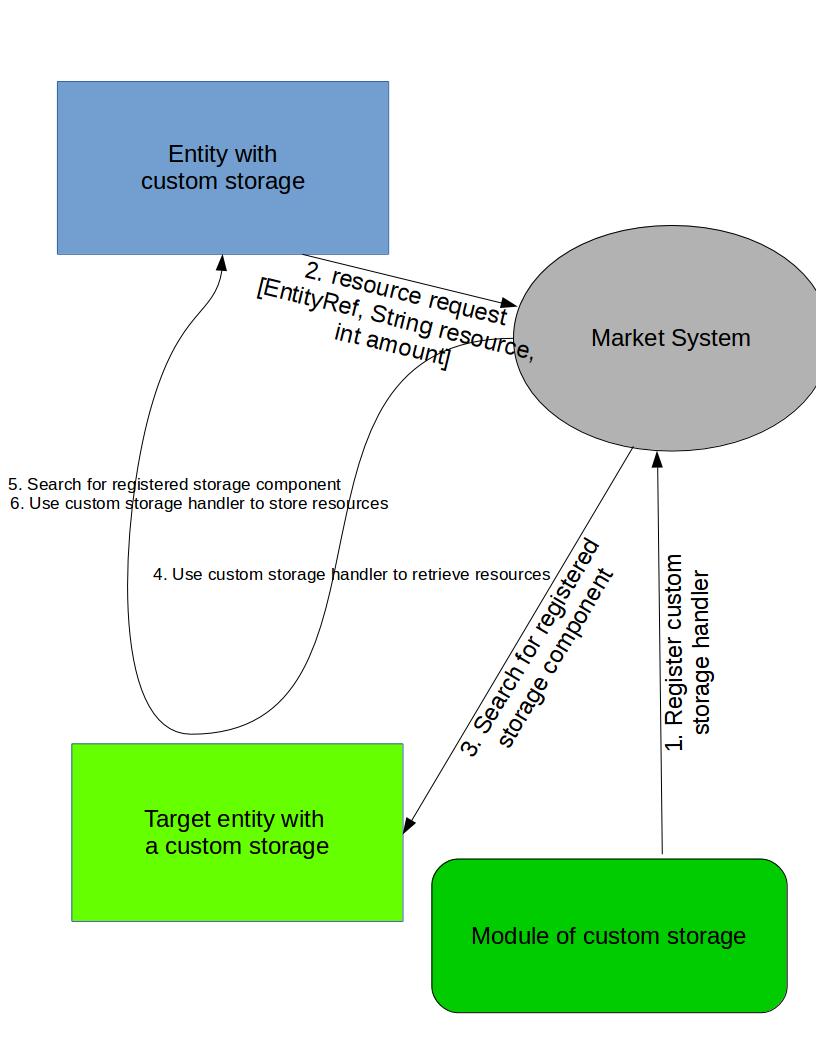 Entity with
custom storage
2. resource request
[EntityRef, String resource,
int amount]
Market System
5. Search for registered storage component
6. Use custom storage handler to store resources
4. Use custom storage handler to retrieve resources
3. Search for registered
storage component
1. Register custom
storage handler
Target entity with
a custom storage
Module of custom storage